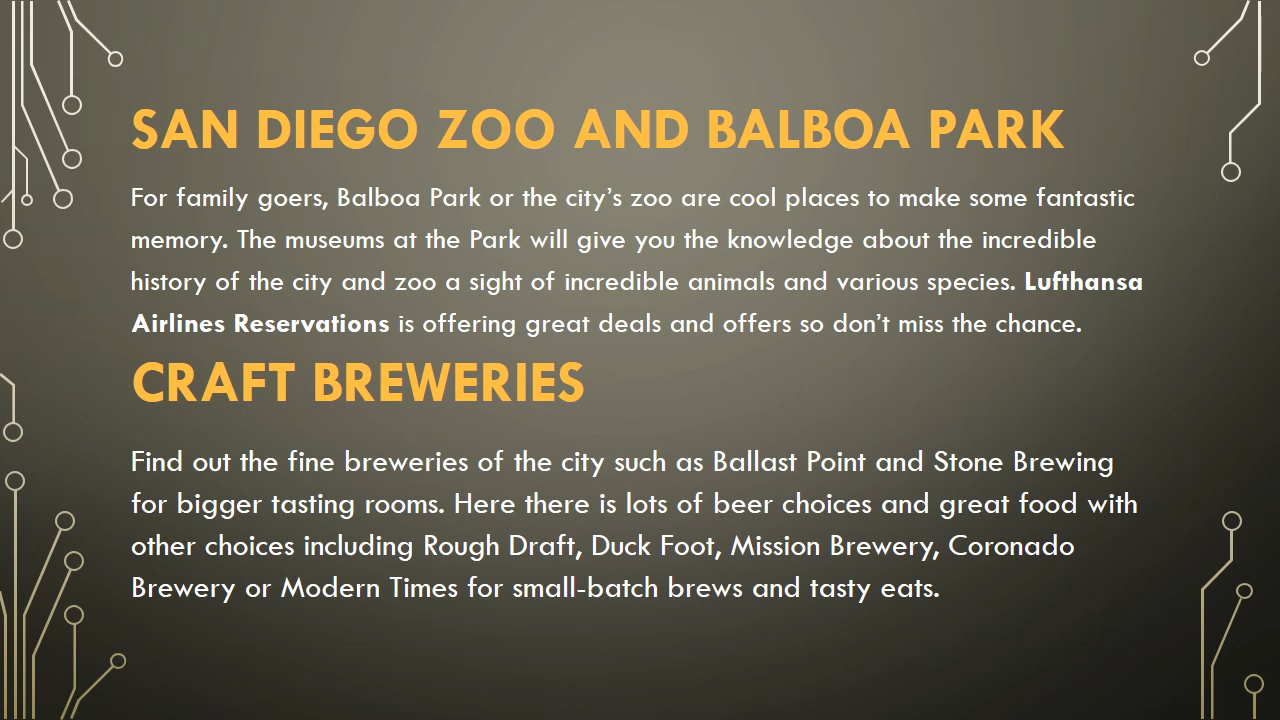 SAN DIEGO ZOO AND BALBOA PARK
For family goers, Balboa Park or the city’s zoo are cool places to make some fantastic
memory. The museums at the Park will give you the knowledge about the incredible
history of the city and zoo a sight of incredible animals and various species. Lufthansa
Airlines Reservations is offering great deals and offers so don’t miss the chance.
CRAFT BREWERIES
Find out the fine breweries of the city such as Ballast Point and Stone Brewing
for bigger tasting rooms. Here there is lots of beer choices and great food with
other choices including Rough Draft, Duck Foot, Mission Brewery, Coronado
Brewery or Modern Times for small-batch brews and tasty eats.